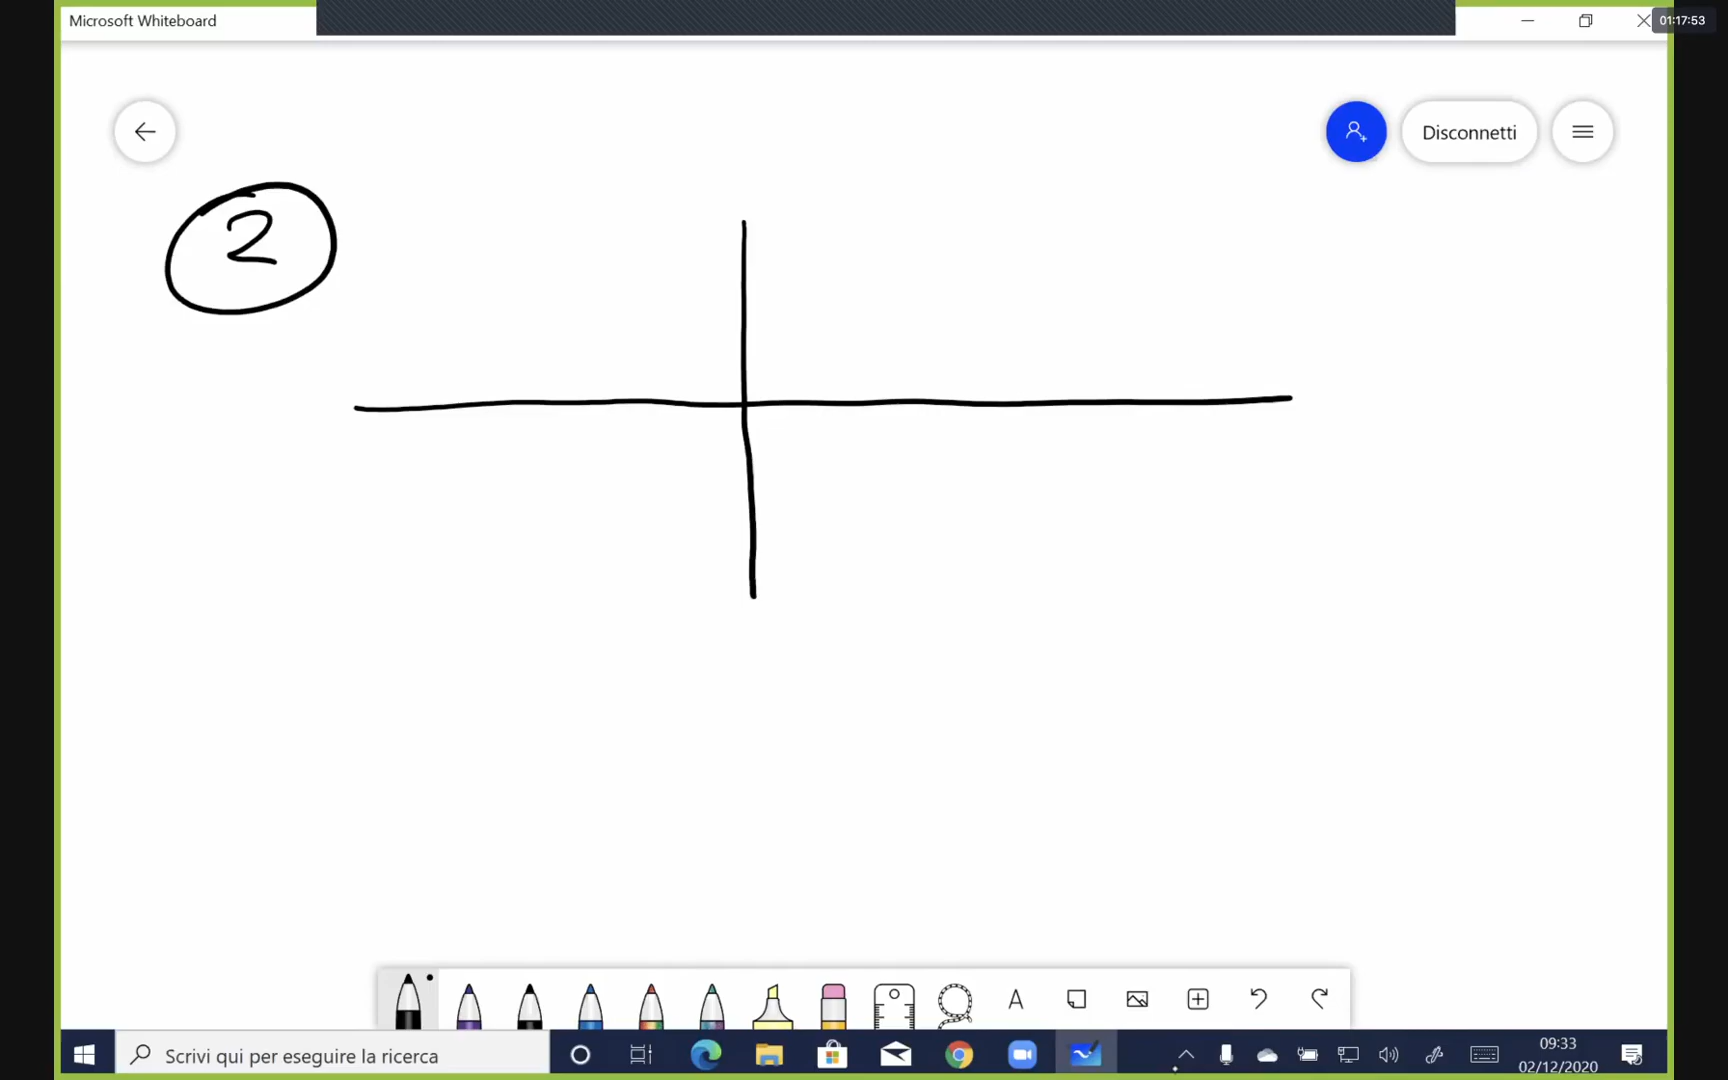 Microsoft Whiteboard
01:17:53
Disconnetti
2
A
Scrivi qui per eseguire la ricerca
09:33
02/12/2020